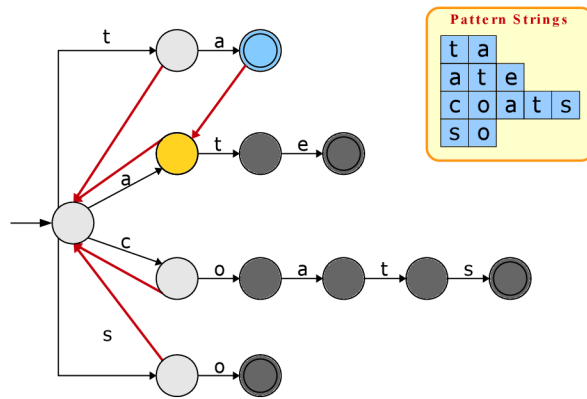 t a
Pattern Strings
t a
a t e
c o a t s
s o
t e
a
c
o a t s
s
o